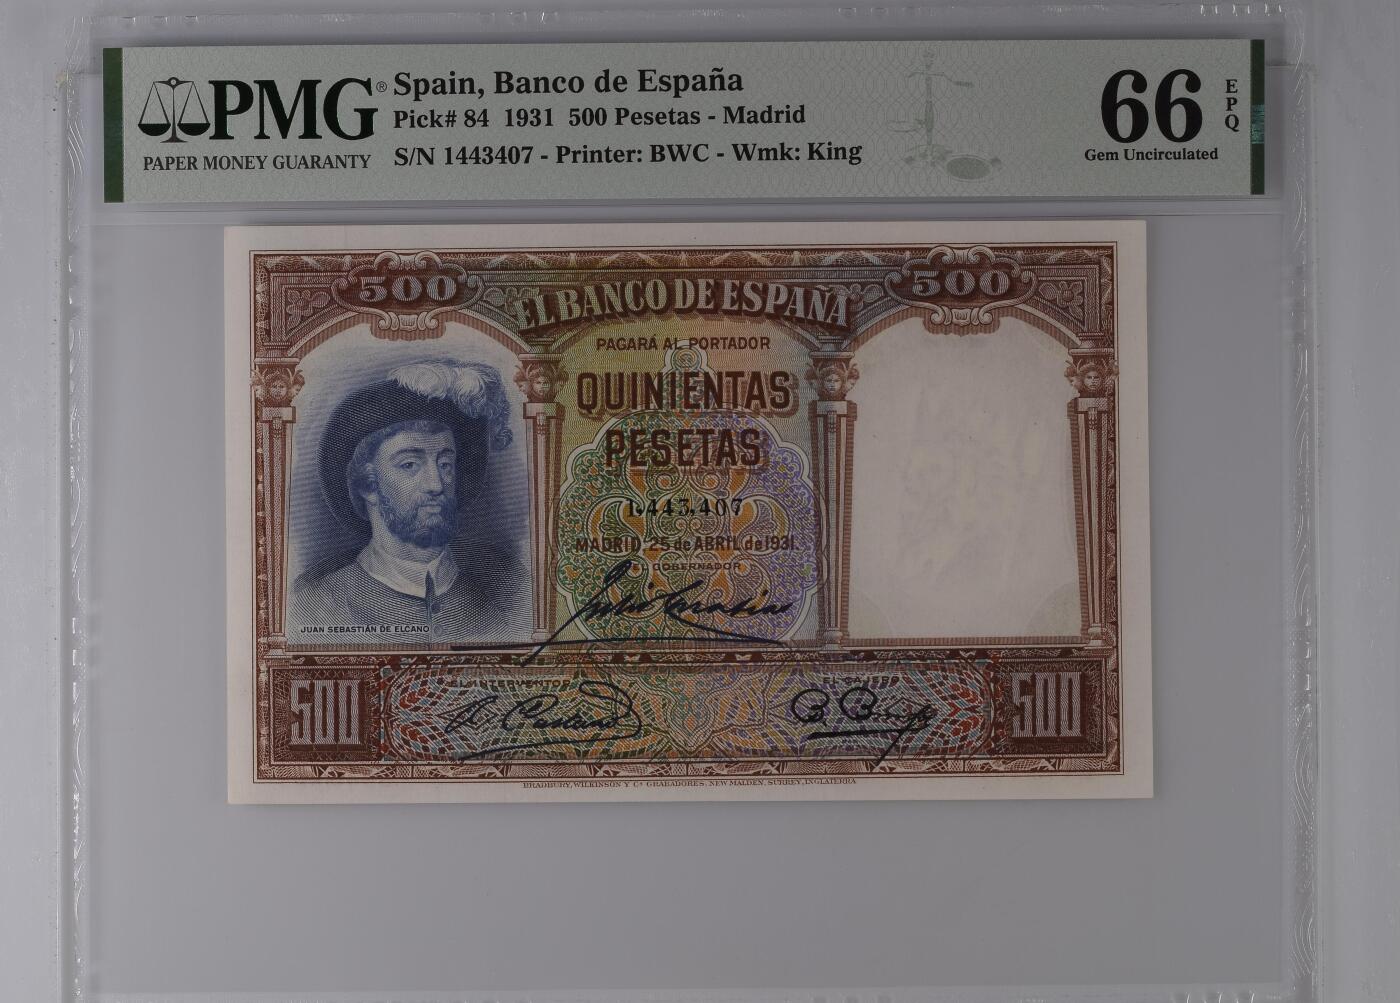 PMG®
PAPER MONEY GUARANTY
Spain, Banco de España
Pick# 84 1931 500 Pesetas - Madrid
S/N 1443407 - Printer: BWC - Wmk: King
66
EPQ
Gem Uncirculated
500
500
EL BANCO DE ESPAÑA
PAGARÁ AL PORTADOR
QUINIENTAS
PESETAS
1,443,407
MADRID, 25 de ABRIL de 1931.
EL GOBERNADOR
JUAN SEBASTIÁN DE ELCANO
500
EL INTERVENTOR
EL CAJERO
500
BRADBURY, WILKINSON Y Cª GRABADORES, NEW MALDEN, SURREY, INGLATERRA